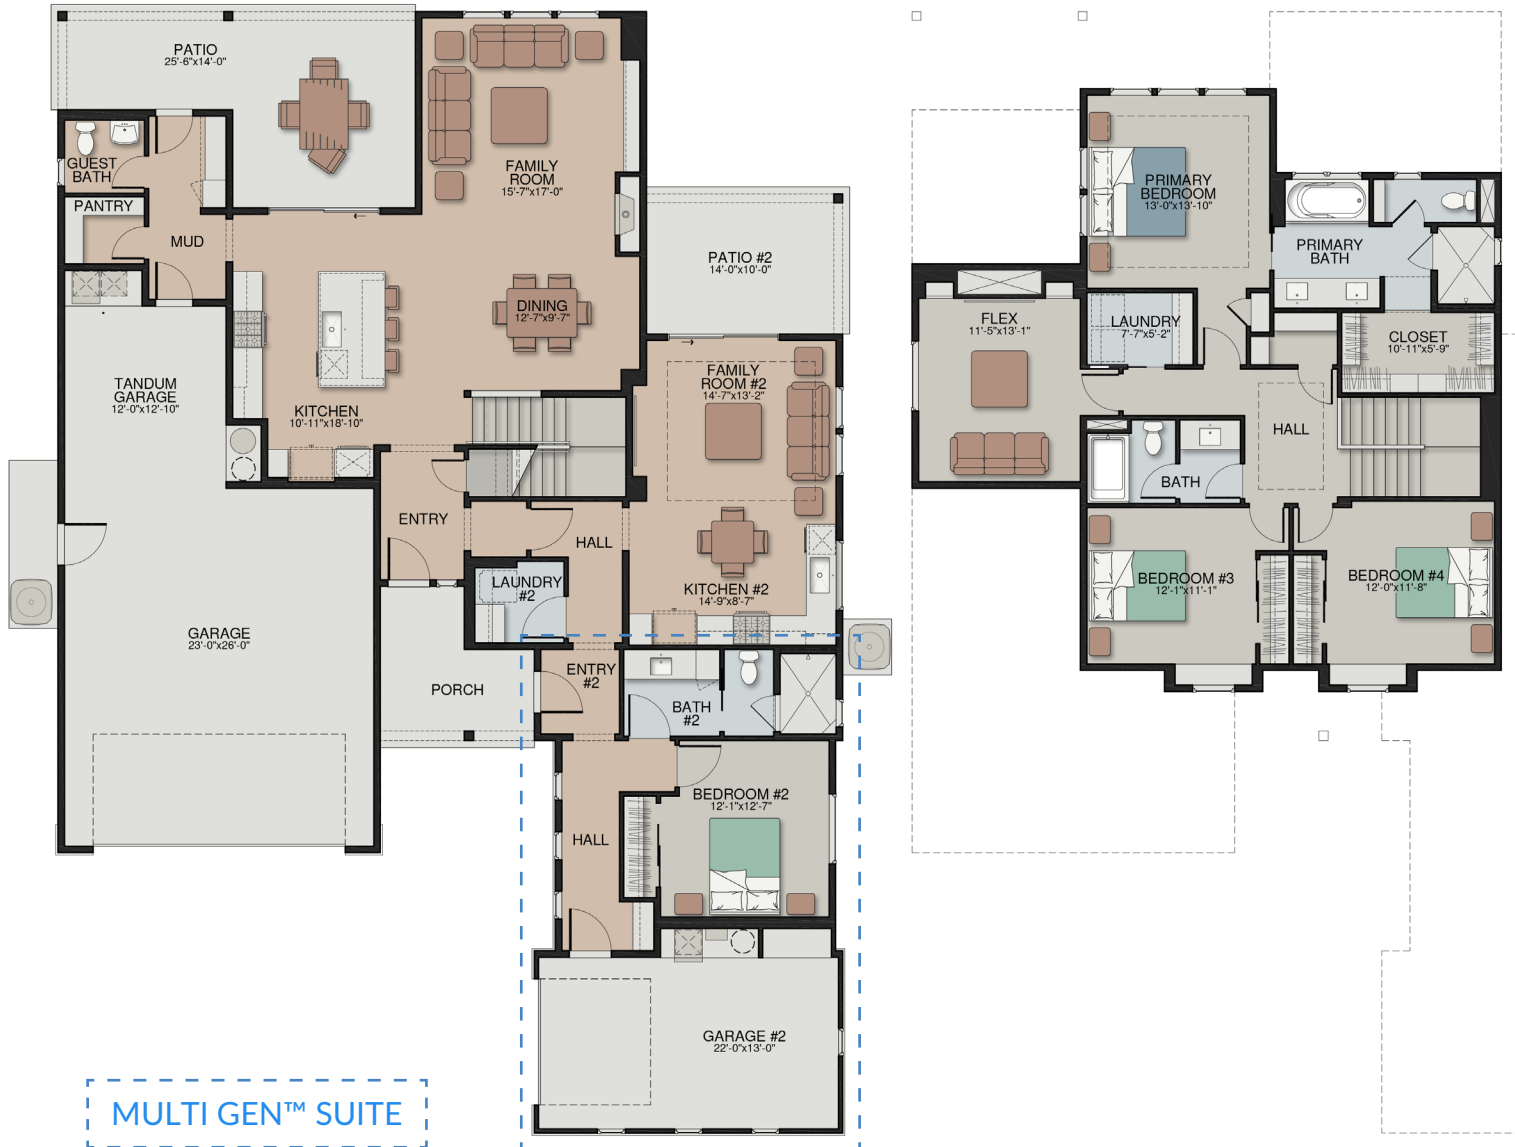 PATIO
25'-6"x14'-0"
GUEST
BATH
PANTRY
MUD
FAMILY
ROOM
15'-7"x17'-0"
PATIO #2
14'-0"x10'-0"
DINING
12'-7"x9'-7"
TANDUM
GARAGE
12'-0"x12'-10"
KITCHEN
10'-11"x18'-10"
FAMILY
ROOM #2
14'-7"x13'-2"
ENTRY
HALL
LAUNDRY
#2
KITCHEN #2
14'-9"x8'-7"
GARAGE
23'-0"x26'-0"
PORCH
ENTRY
#2
BATH
#2
BEDROOM #2
12'-1"x12'-7"
HALL
GARAGE #2
22'-0"x13'-0"
MULTI GEN™ SUITE
PRIMARY
BEDROOM
13'-0"x13'-10"
PRIMARY
BATH
FLEX
11'-5"x13'-1"
LAUNDRY
7'-7"x5'-2"
CLOSET
10'-11"x5'-9"
HALL
BATH
BEDROOM #3
12'-1"x11'-1"
BEDROOM #4
12'-0"x11'-8"